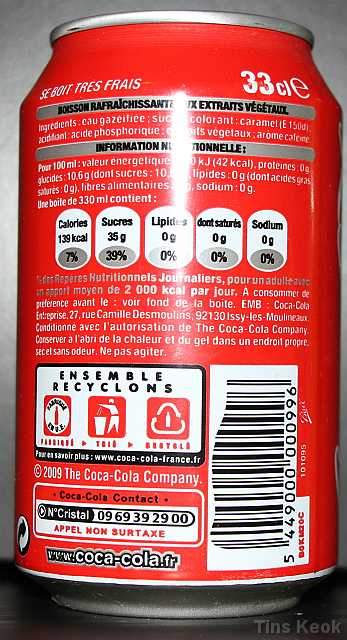 SE BOIT TRES FRAIS 33cl e
BOISSON RAFRAÎCHISSANTE AUX EXTRAITS VÉGÉTAUX.
Ingrédients : eau gazéifiée ; sucre ; colorant : caramel (E 150d) ;
acidifiant : acide phosphorique ; extraits végétaux ; arôme caféine
INFORMATION NUTRITIONNELLE :
Pour 100 ml : valeur énergétique : kJ (42 kcal), protéines : 0 g,
glucides : 10,6g (dont sucres : lipides : 0 g (dont acides gras
saturés : 0 g), fibres alimentaires : g, sodium : 0 g.
Une boîte de 330 ml contient :
Calories Sucres Lipides dont saturés Sodium
139 kcal 35 g 0 g 0 g 0 g
7% 39% 0% 0% 0%
% des Repères Nutritionnels Journaliers, pour un adulte avec
un apport moyen de 2 000 kcal par jour. A consommer de
préférence avant le : voir fond de la boîte. EMB : Coca-Cola
Entreprise, 27, rue Camille Desmoulins, 92130 Issy-les-Moulineaux.
Conditionné avec l'autorisation de The Coca-Cola Company.
Conserver à l'abri de la chaleur et du gel dans un endroit propre,
sec et sans odeur. Ne pas agiter.
ENSEMBLE
RECYCLONS
FABRIQUÉ
EN U.E.
FABRIQUÉ TRIÉ RECYCLÉ
Pour en savoir plus : www.coca-cola-france.fr
© 2009 The Coca-Cola Company.
• Coca-Cola Contact •
N°Cristal 09 69 39 29 00
APPEL NON SURTAXE
www.coca-cola.fr
5 449000 000996
101095
Tins Keok